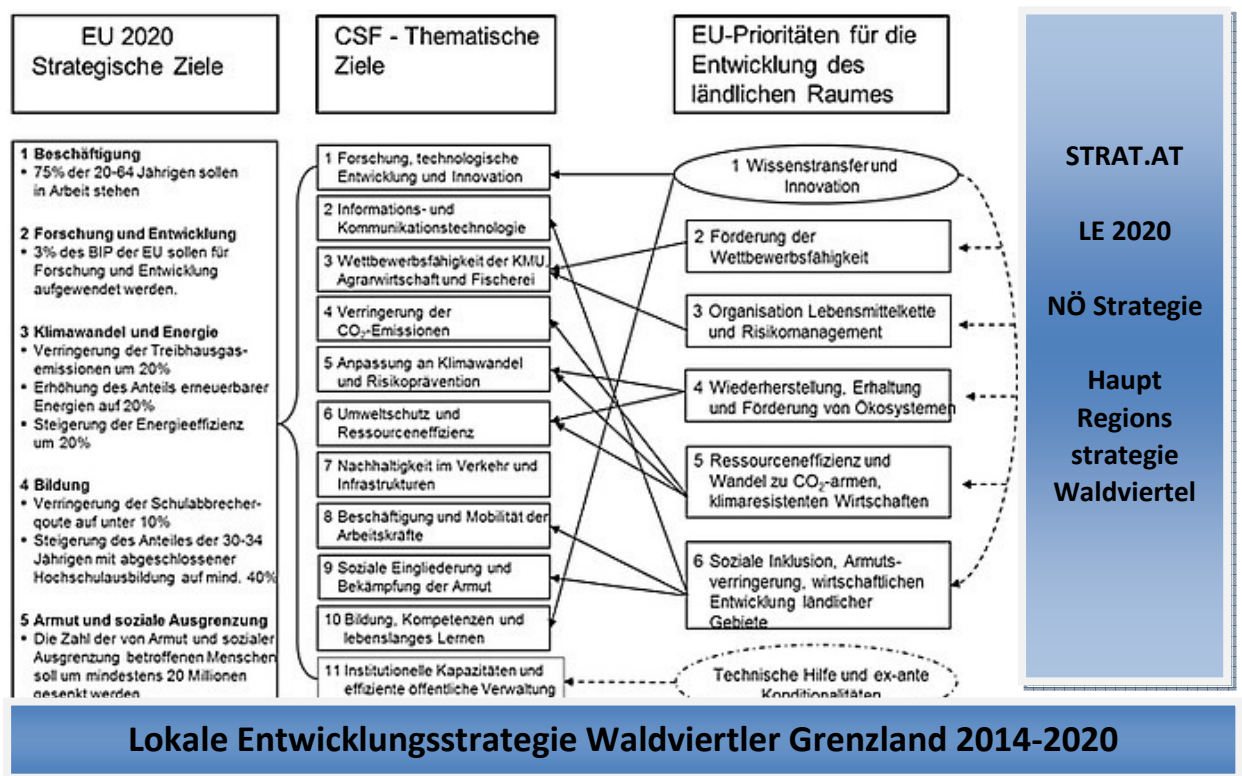 EU 2020
Strategische Ziele
CSF - Thematische
Ziele
EU-Prioritäten für die
Entwicklung des
ländlichen Raumes
1 Beschäftigung
• 75% der 20-64 Jährigen sollen
in Arbeit stehen
2 Forschung und Entwicklung
• 3% des BIP der EU sollen für
Forschung und Entwicklung
aufgewendet werden.
3 Klimawandel und Energie
• Verringerung der Treibhausgas-
emissionen um 20%
• Erhöhung des Anteils erneuerbarer
Energien auf 20%
• Steigerung der Energieeffizienz
um 20%
4 Bildung
• Verringerung der Schulabbrecher-
qoute auf unter 10%
• Steigerung des Anteiles der 30-34
Jährigen mit abgeschlossener
Hochschulausbildung auf mind. 40%
5 Armut und soziale Ausgrenzung
• Die Zahl der von Armut und sozialer
Ausgrenzung betroffenen Menschen
soll um mindestens 20 Millionen
gesenkt werden
1 Forschung, technologische
Entwicklung und Innovation
2 Informations- und
Kommunikationstechnologie
3 Wettbewerbsfähigkeit der KMU,
Agrarwirtschaft und Fischerei
4 Verringerung der
CO₂-Emissionen
5 Anpassung an Klimawandel
und Risikoprävention
6 Umweltschutz und
Ressourceneffizienz
7 Nachhaltigkeit im Verkehr und
Infrastrukturen
8 Beschäftigung und Mobilität der
Arbeitskräfte
9 Soziale Eingliederung und
Bekämpfung der Armut
10 Bildung, Kompetenzen und
lebenslanges Lernen
11 Institutionelle Kapazitäten und
effiziente öffentliche Verwaltung
1 Wissenstransfer und
Innovation
2 Förderung der
Wettbewerbsfähigkeit
3 Organisation Lebensmittelkette
und Risikomanagement
4 Wiederherstellung, Erhaltung
und Förderung von Ökosystemen
5 Ressourceneffizienz und
Wandel zu CO₂-armen,
klimaresistenten Wirtschaften
6 Soziale Inklusion, Armuts-
verringerung, wirtschaftlichen
Entwicklung ländlicher
Gebiete
Technische Hilfe und ex-ante
Konditionalitäten
STRAT.AT
LE 2020
NÖ Strategie
Haupt
Regions
strategie
Waldviertel
Lokale Entwicklungsstrategie Waldviertler Grenzland 2014-2020